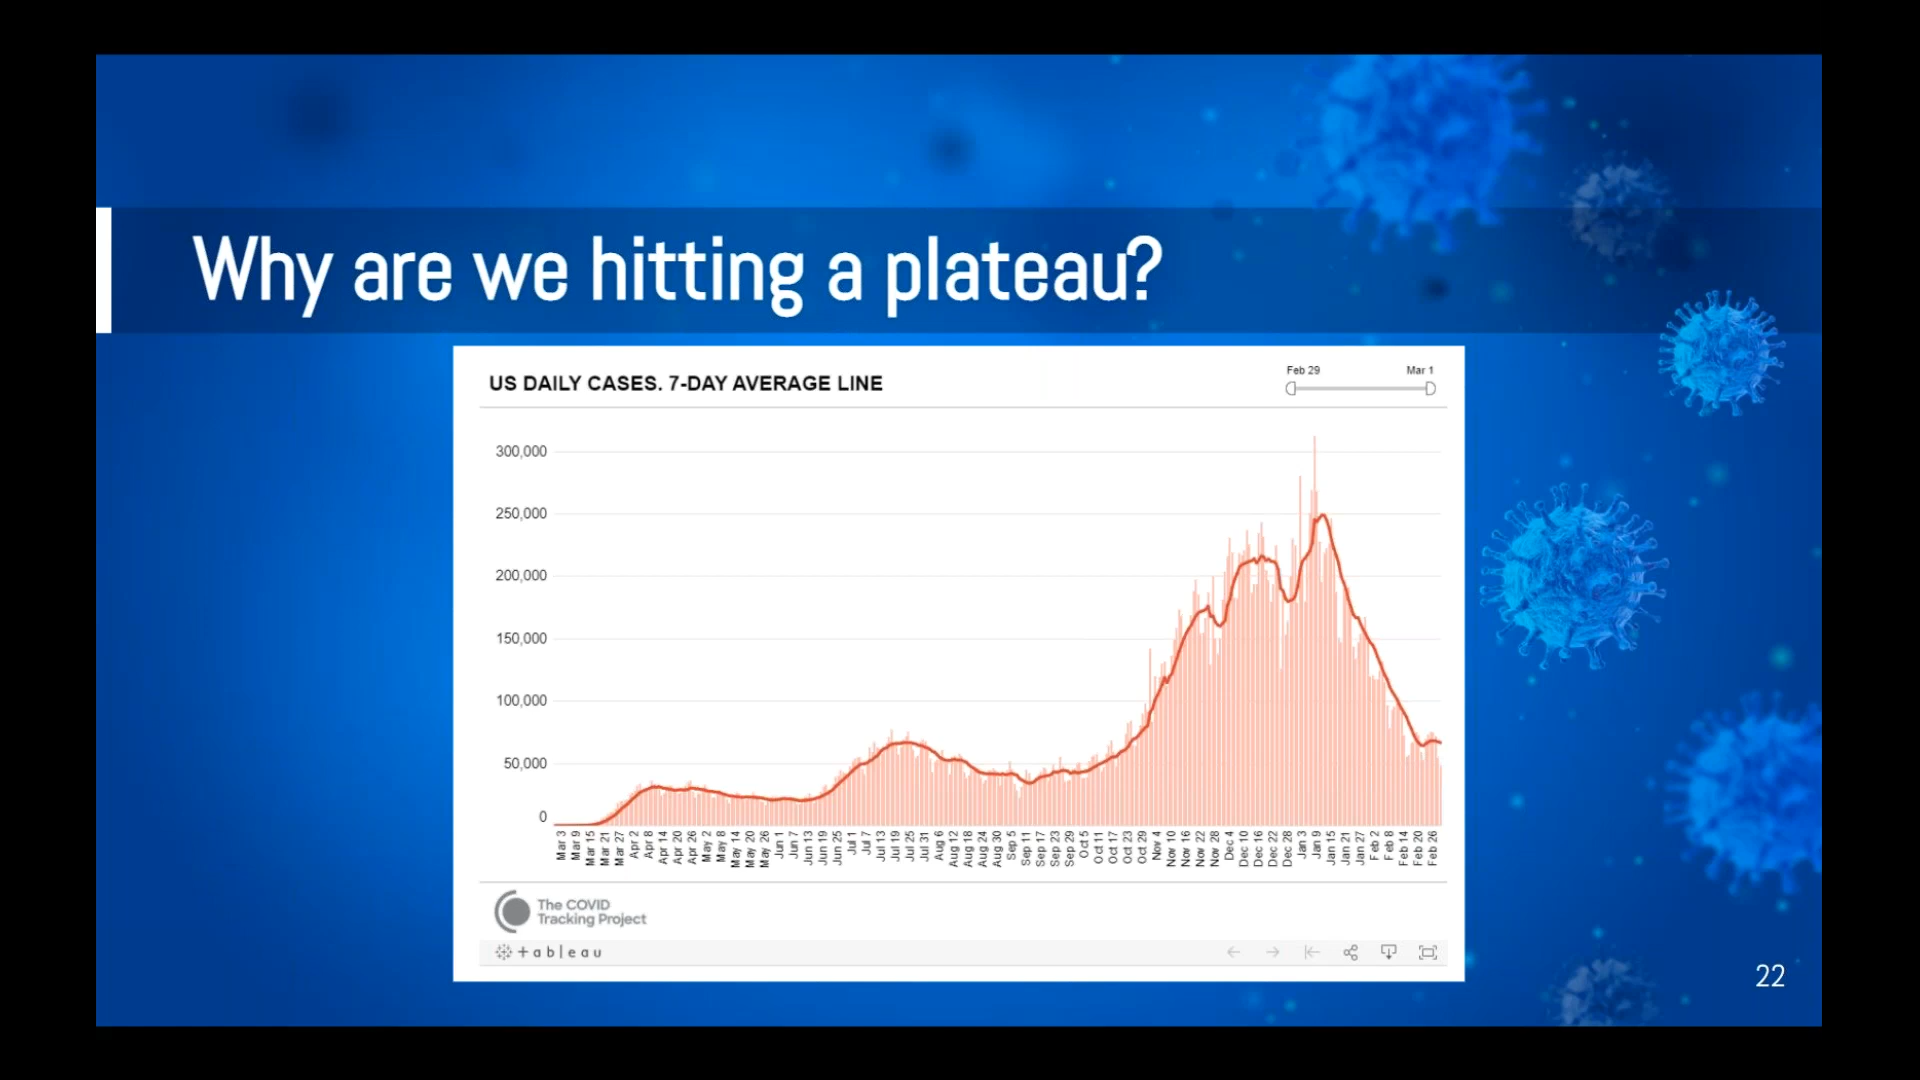 Why are we hitting a plateau?
US DAILY CASES. 7-DAY AVERAGE LINE
Feb 29 Mar 1
300,000
250,000
200,000
150,000
100,000
50,000
0
Mar 3 Mar 9 Mar 15 Mar 21 Mar 27 Apr 2 Apr 8 Apr 14 Apr 20 Apr 26 May 2 May 8 May 14 May 20 May 26 Jun 1 Jun 7 Jun 13 Jun 19 Jun 25 Jul 1 Jul 7 Jul 13 Jul 19 Jul 25 Jul 31 Aug 6 Aug 12 Aug 18 Aug 24 Aug 30 Sep 5 Sep 11 Sep 17 Sep 23 Sep 29 Oct 5 Oct 11 Oct 17 Oct 23 Oct 29 Nov 4 Nov 10 Nov 16 Nov 22 Nov 28 Dec 4 Dec 10 Dec 16 Dec 22 Dec 28 Jan 3 Jan 9 Jan 15 Jan 21 Jan 27 Feb 2 Feb 8 Feb 14 Feb 20 Feb 26
The COVID
Tracking Project
+ableau
22